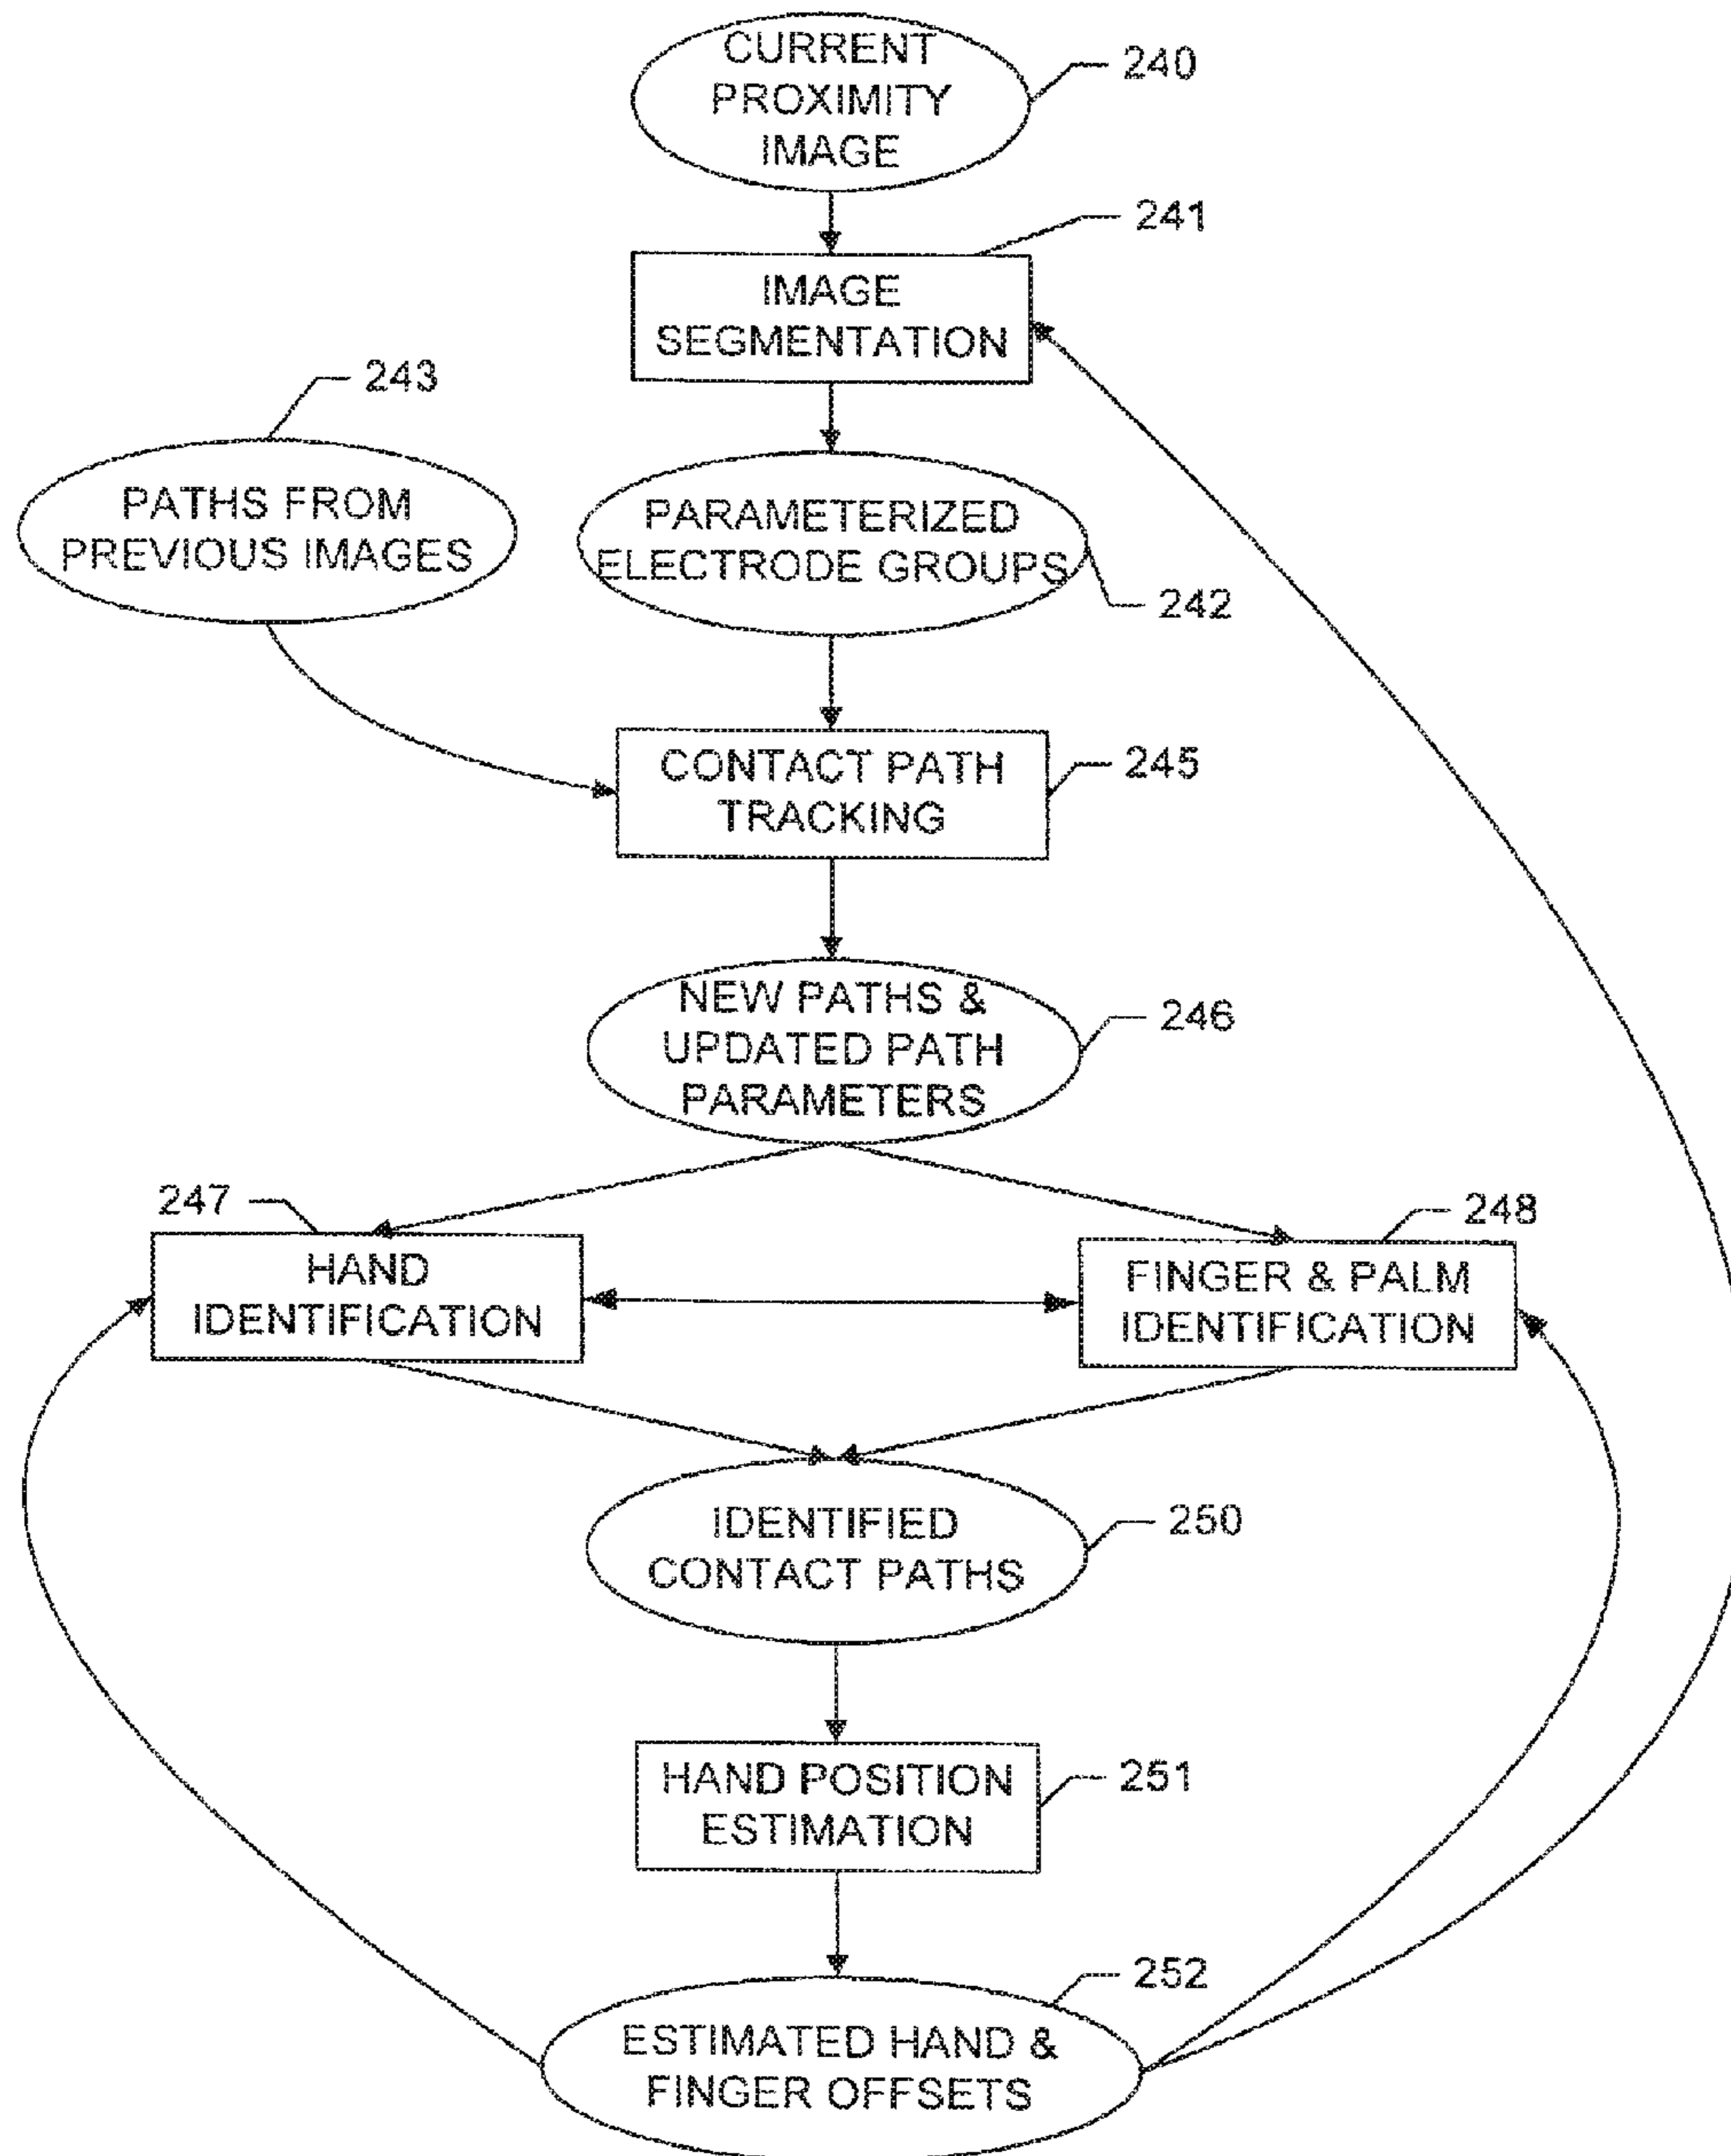 CURRENT
PROXIMITY
IMAGE
240
241
IMAGE
SEGMENTATION
243
PATHS FROM
PREVIOUS IMAGES
PARAMETERIZED
ELECTRODE GROUPS
242
CONTACT PATH
TRACKING
245
NEW PATHS &
UPDATED PATH
PARAMETERS
246
247
HAND
IDENTIFICATION
248
FINGER & PALM
IDENTIFICATION
IDENTIFIED
CONTACT PATHS
250
HAND POSITION
ESTIMATION
251
252
ESTIMATED HAND &
FINGER OFFSETS